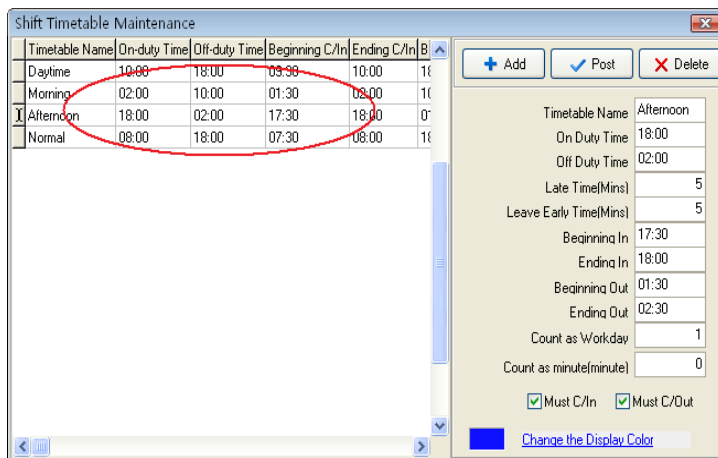 Shift Timetable Maintenance
Timetable Name On-duty Time Off-duty Time Beginning C/In Ending C/In B
Daytime 10:00 18:00 09:30 10:00 18
Morning 02:00 10:00 01:30 02:00 10
Afternoon 18:00 02:00 17:30 18:00 01
Normal 08:00 18:00 07:30 08:00 18
Add Post Delete
Timetable Name Afternoon
On Duty Time 18:00
Off Duty Time 02:00
Late Time(Mins) 5
Leave Early Time(Mins) 5
Beginning In 17:30
Ending In 18:00
Beginning Out 01:30
Ending Out 02:30
Count as Workday 1
Count as minute(minute) 0
Must C/In Must C/Out
Change the Display Color